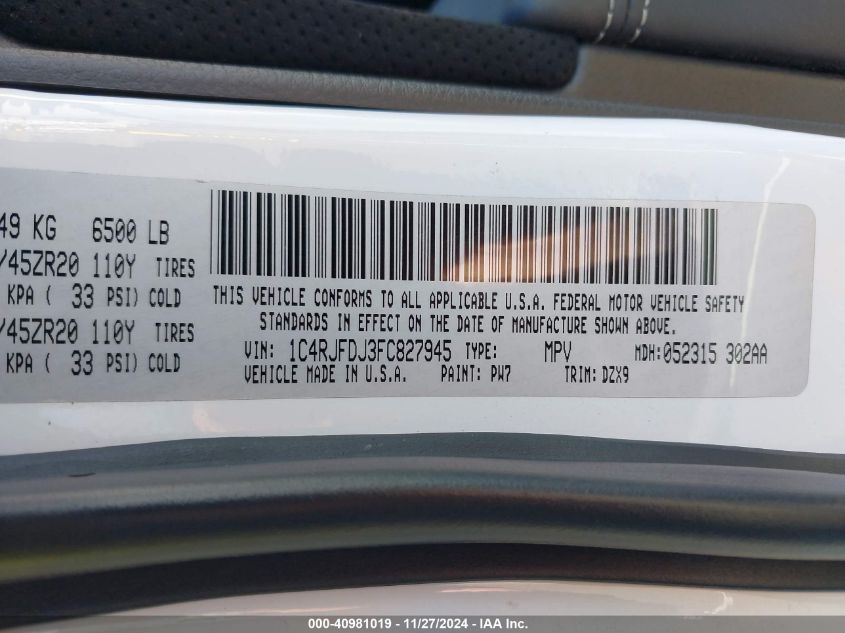 49 KG 6500 LB
/45ZR20 110Y TIRES
KPA ( 33 PSI) COLD
/45ZR20 110Y TIRES
KPA ( 33 PSI) COLD
THIS VEHICLE CONFORMS TO ALL APPLICABLE U.S.A. FEDERAL MOTOR VEHICLE SAFETY
STANDARDS IN EFFECT ON THE DATE OF MANUFACTURE SHOWN ABOVE.
VIN: 1C4RJFDJ3FC827945 TYPE: MPV MDH:052315 302AA
VEHICLE MADE IN U.S.A. PAINT: PW7 TRIM: DZX9
000-40981019 - 11/27/2024 - IAA Inc.